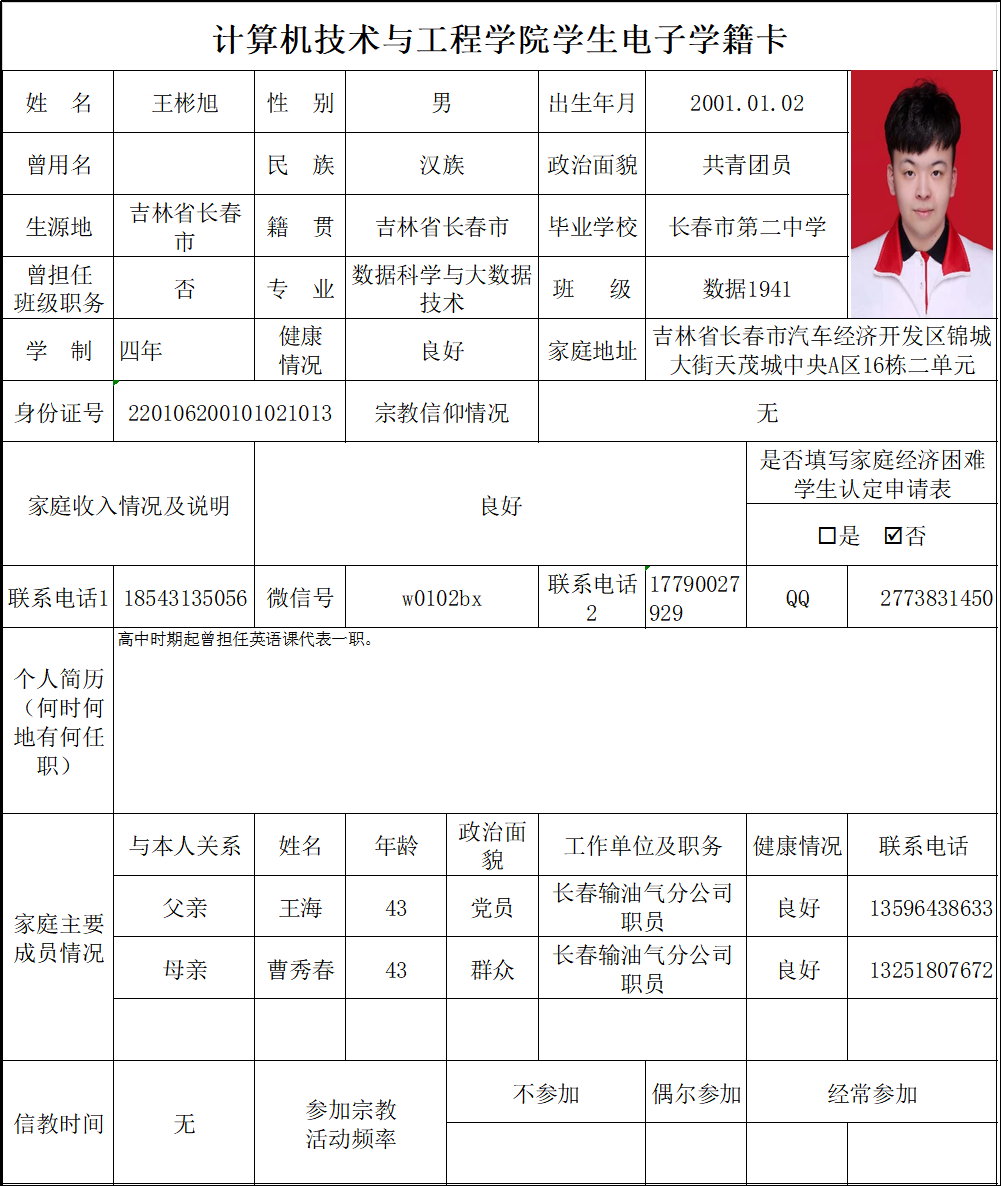 计算机技术与工程学院学生电子学籍卡
姓 名 王彬旭 性 别 男 出生年月 2001.01.02
曾用名 民 族 汉族 政治面貌 共青团员
生源地 吉林省长春市 籍 贯 吉林省长春市 毕业学校 长春市第二中学
曾担任班级职务 否 专 业 数据科学与大数据技术 班 级 数据1941
学 制 四年 健康情况 良好 家庭地址 吉林省长春市汽车经济开发区锦城大街天茂城中央A区16栋二单元
身份证号 220106200101021013 宗教信仰情况 无
家庭收入情况及说明 良好 是否填写家庭经济困难学生认定申请表
☐是 ☑否
联系电话1 18543135056 微信号 w0102bx 联系电话2 17790027929 QQ 2773831450
个人简历（何时何地有何任职） 高中时期起曾担任英语课代表一职。
家庭主要成员情况 与本人关系 姓名 年龄 政治面貌 工作单位及职务 健康情况 联系电话
父亲 王海 43 党员 长春输油气分公司职员 良好 13596438633
母亲 曹秀春 43 群众 长春输油气分公司职员 良好 13251807672
信教时间 无 参加宗教活动频率 不参加 偶尔参加 经常参加